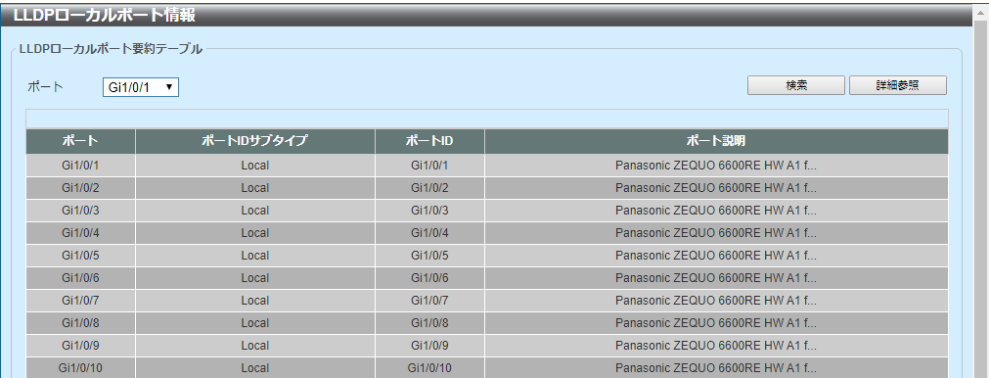 LLDPローカルポート情報
LLDPローカルポート要約テーブル
ポート Gi1/0/1 検索 詳細参照
ポート ポートIDサブタイプ ポートID ポート説明
Gi1/0/1 Local Gi1/0/1 Panasonic ZEQUO 6600RE HW A1 f...
Gi1/0/2 Local Gi1/0/2 Panasonic ZEQUO 6600RE HW A1 f...
Gi1/0/3 Local Gi1/0/3 Panasonic ZEQUO 6600RE HW A1 f...
Gi1/0/4 Local Gi1/0/4 Panasonic ZEQUO 6600RE HW A1 f...
Gi1/0/5 Local Gi1/0/5 Panasonic ZEQUO 6600RE HW A1 f...
Gi1/0/6 Local Gi1/0/6 Panasonic ZEQUO 6600RE HW A1 f...
Gi1/0/7 Local Gi1/0/7 Panasonic ZEQUO 6600RE HW A1 f...
Gi1/0/8 Local Gi1/0/8 Panasonic ZEQUO 6600RE HW A1 f...
Gi1/0/9 Local Gi1/0/9 Panasonic ZEQUO 6600RE HW A1 f...
Gi1/0/10 Local Gi1/0/10 Panasonic ZEQUO 6600RE HW A1 f...